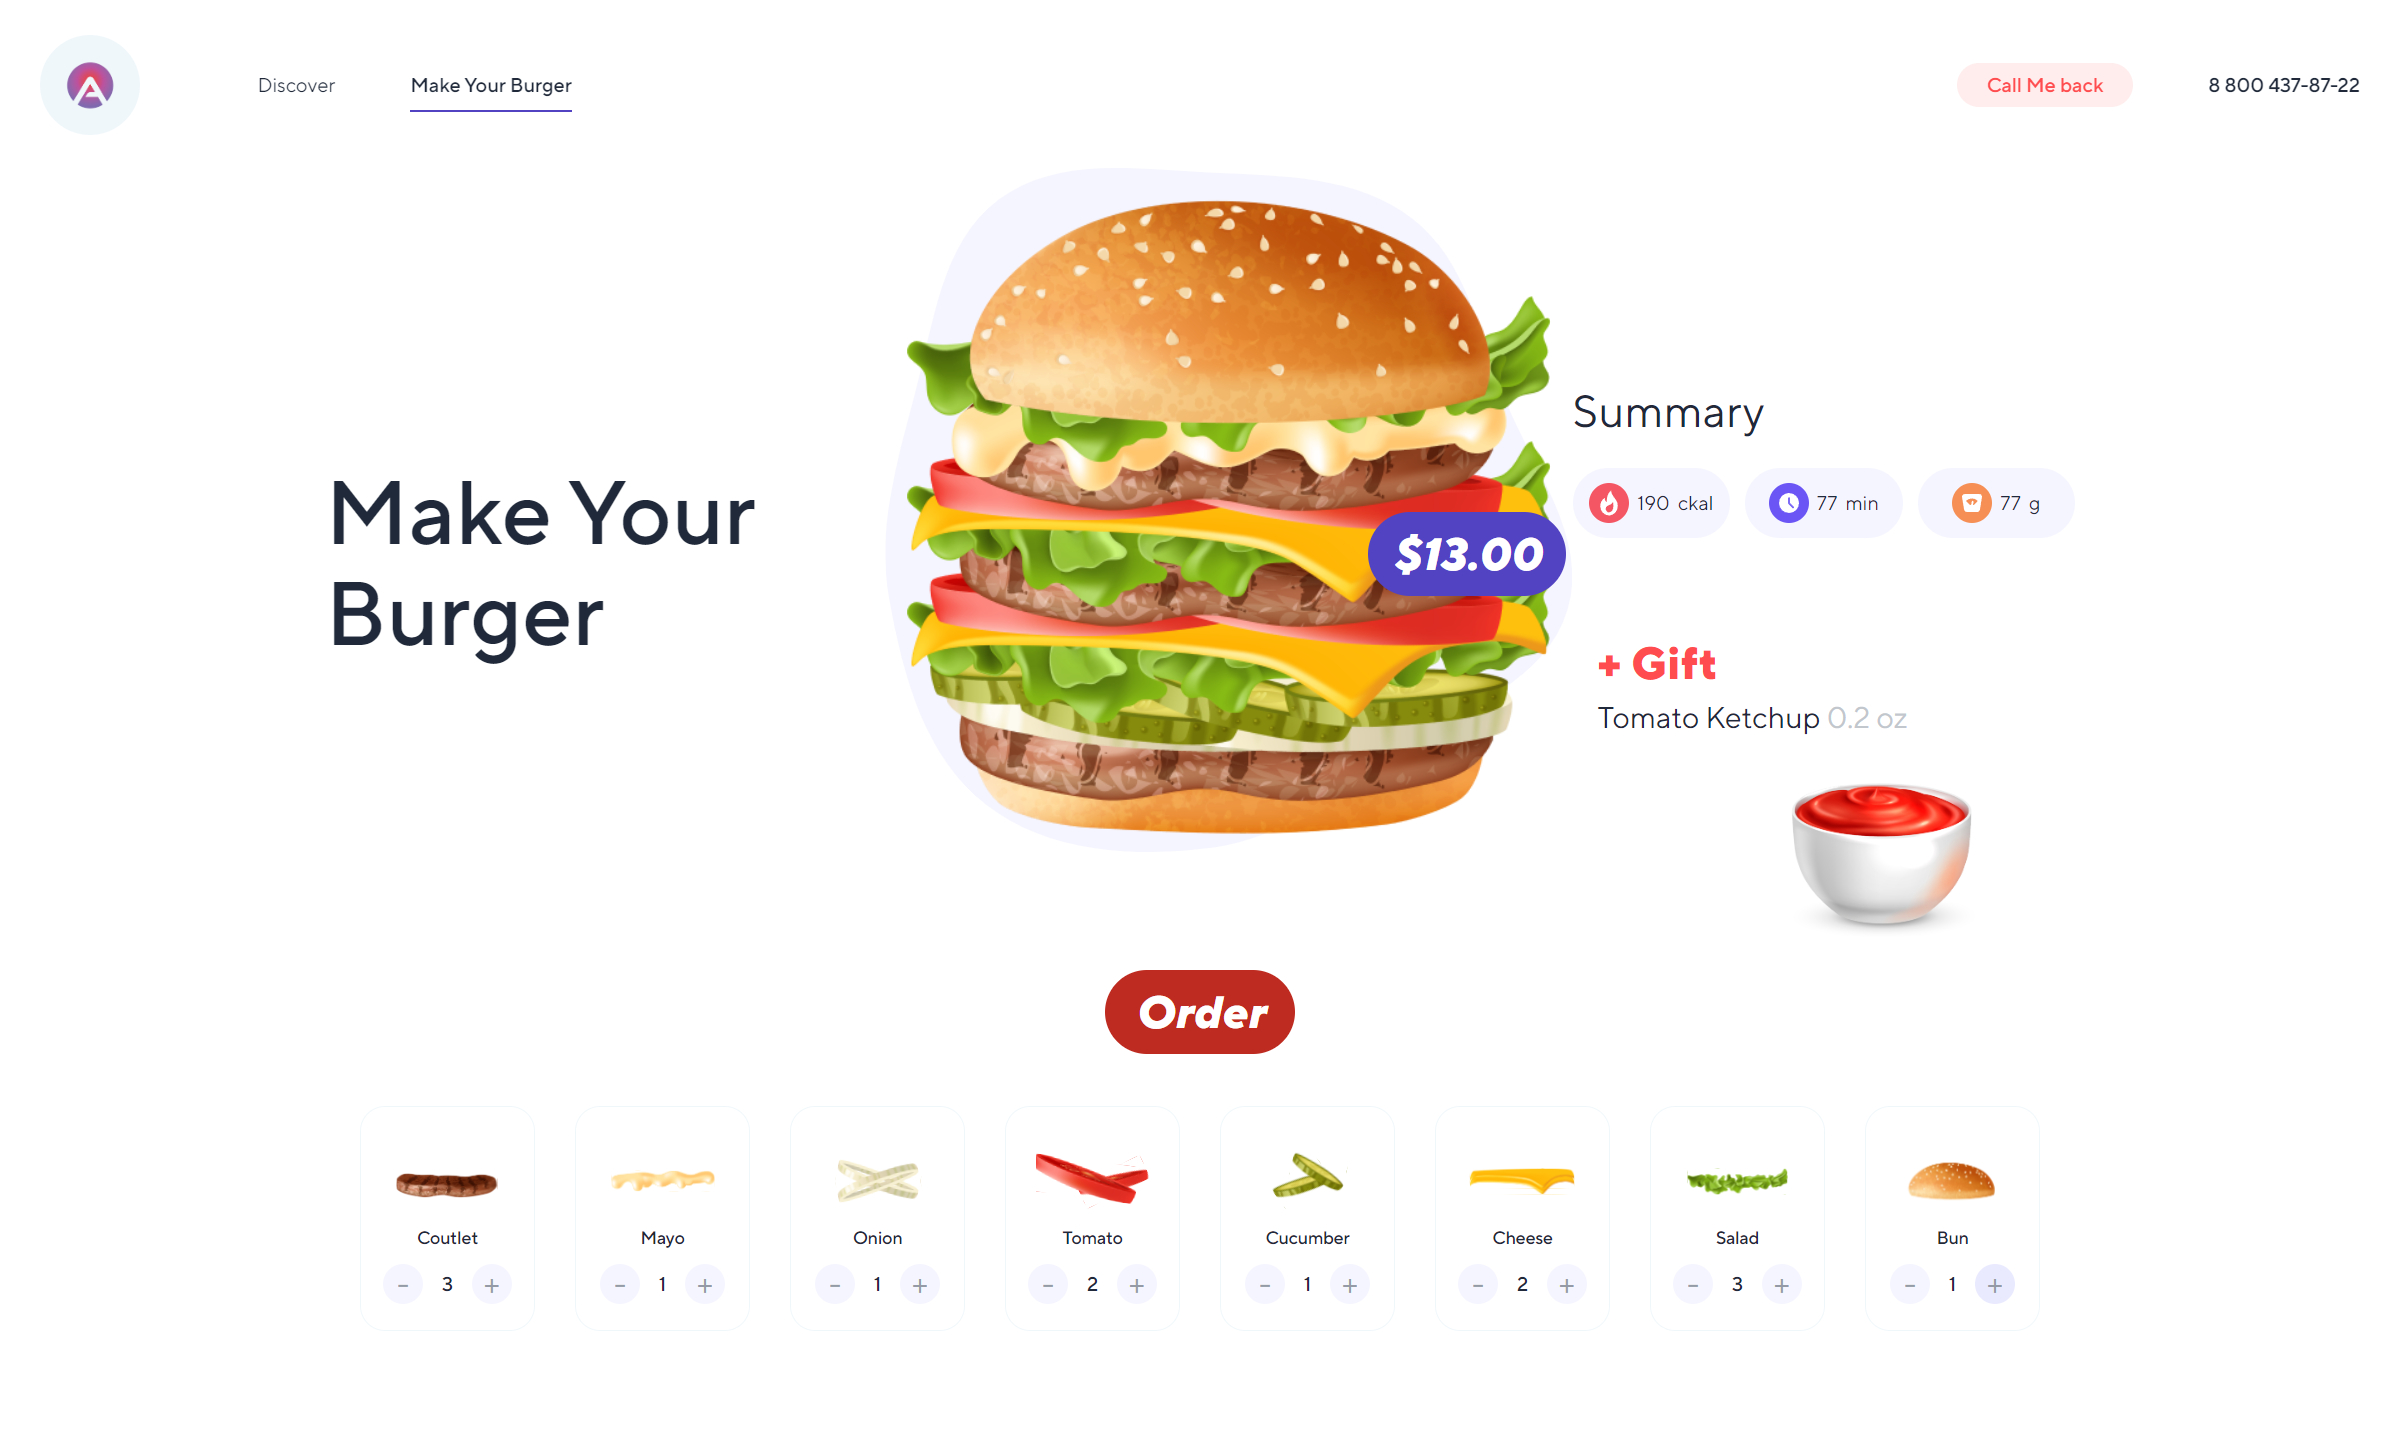 Discover
Make Your Burger
Call Me back
8 800 437-87-22
Make Your
Burger
$13.00
Summary
190 ckal
77 min
77 g
+ Gift
Tomato Ketchup 0.2 oz
Order
Coutlet
- 3 +
Mayo
- 1 +
Onion
- 1 +
Tomato
- 2 +
Cucumber
- 1 +
Cheese
- 2 +
Salad
- 3 +
Bun
- 1 +